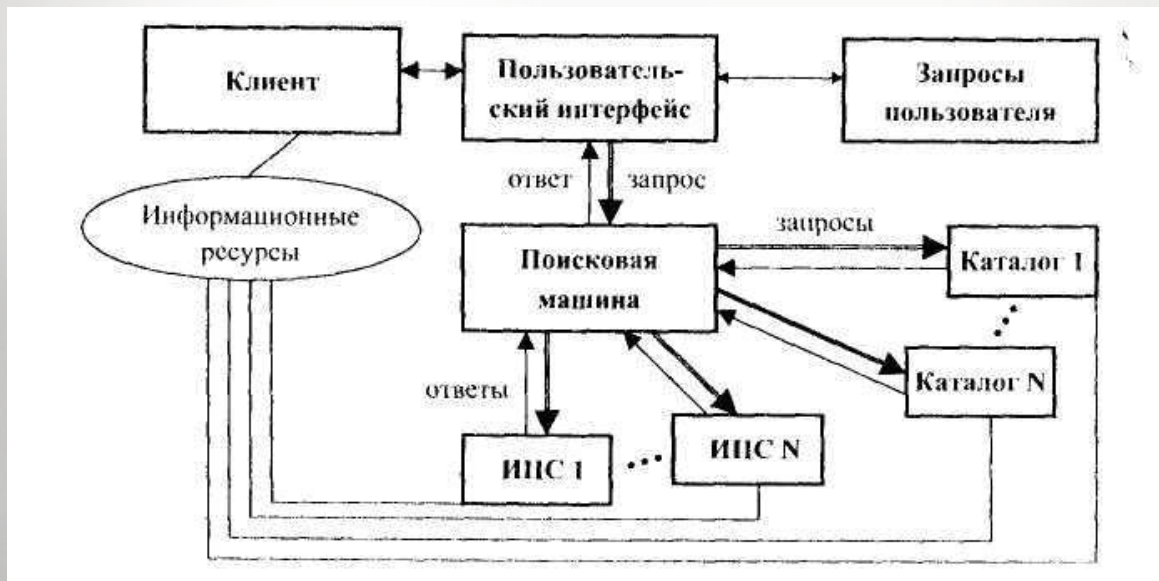 Клиент
Пользователь-
ский интерфейс
Запросы
пользователя
ответ
запрос
Информационные
ресурсы
Поисковая
машина
запросы
Каталог 1
Каталог N
ответы
ИПС 1
ИПС N